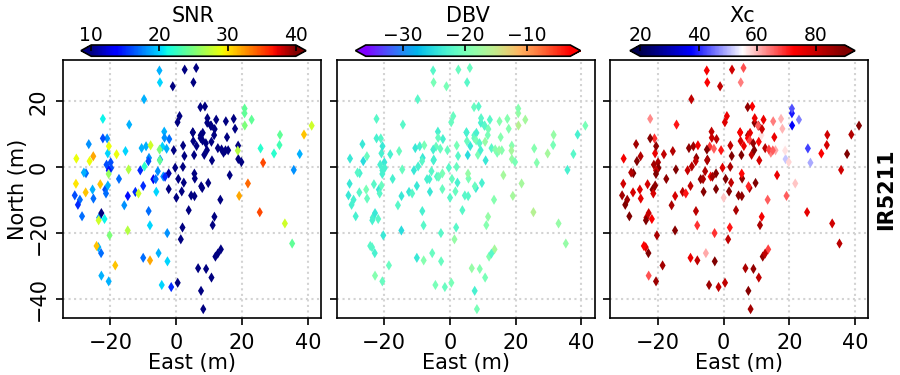 SNR DBV Xc
10 20 30 40 −30 −20 −10 20 40 60 80
North (m)
20
0
−20
−40
−20 0 20 40 −20 0 20 40 −20 0 20 40
East (m) East (m) East (m)
IR5211